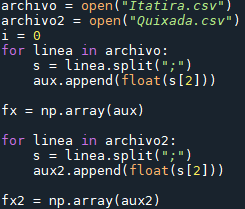 archivo = open("Itatira.csv")
archivo2 = open("Quixada.csv")
i = 0
for linea in archivo:
    s = linea.split(";")
    aux.append(float(s[2]))

fx = np.array(aux)

for linea in archivo2:
    s = linea.split(";")
    aux2.append(float(s[2]))

fx2 = np.array(aux2)